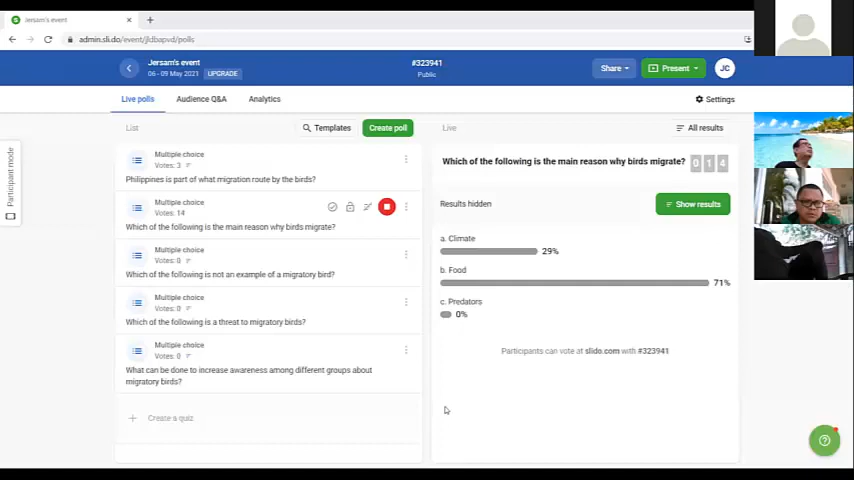 Jersam's event
admin.sli.do/event/jldbapvd/polls
Jersam's event
06 - 09 May 2021 UPGRADE
#323941
Public
Share
Present
JC
Live polls
Audience Q&A
Analytics
Settings
List
Templates
Create poll
Live
All results
Participant mode
Multiple choice
Votes: 3
Philippines is part of what migration route by the birds?
Multiple choice
Votes: 14
Which of the following is the main reason why birds migrate?
Multiple choice
Votes: 0
Which of the following is not an example of a migratory bird?
Multiple choice
Votes: 0
Which of the following is a threat to migratory birds?
Multiple choice
Votes: 0
What can be done to increase awareness among different groups about
migratory birds?
Create a quiz
Which of the following is the main reason why birds migrate?
0 1 4
Results hidden
Show results
a. Climate
29%
b. Food
71%
c. Predators
0%
Participants can vote at slido.com with #323941